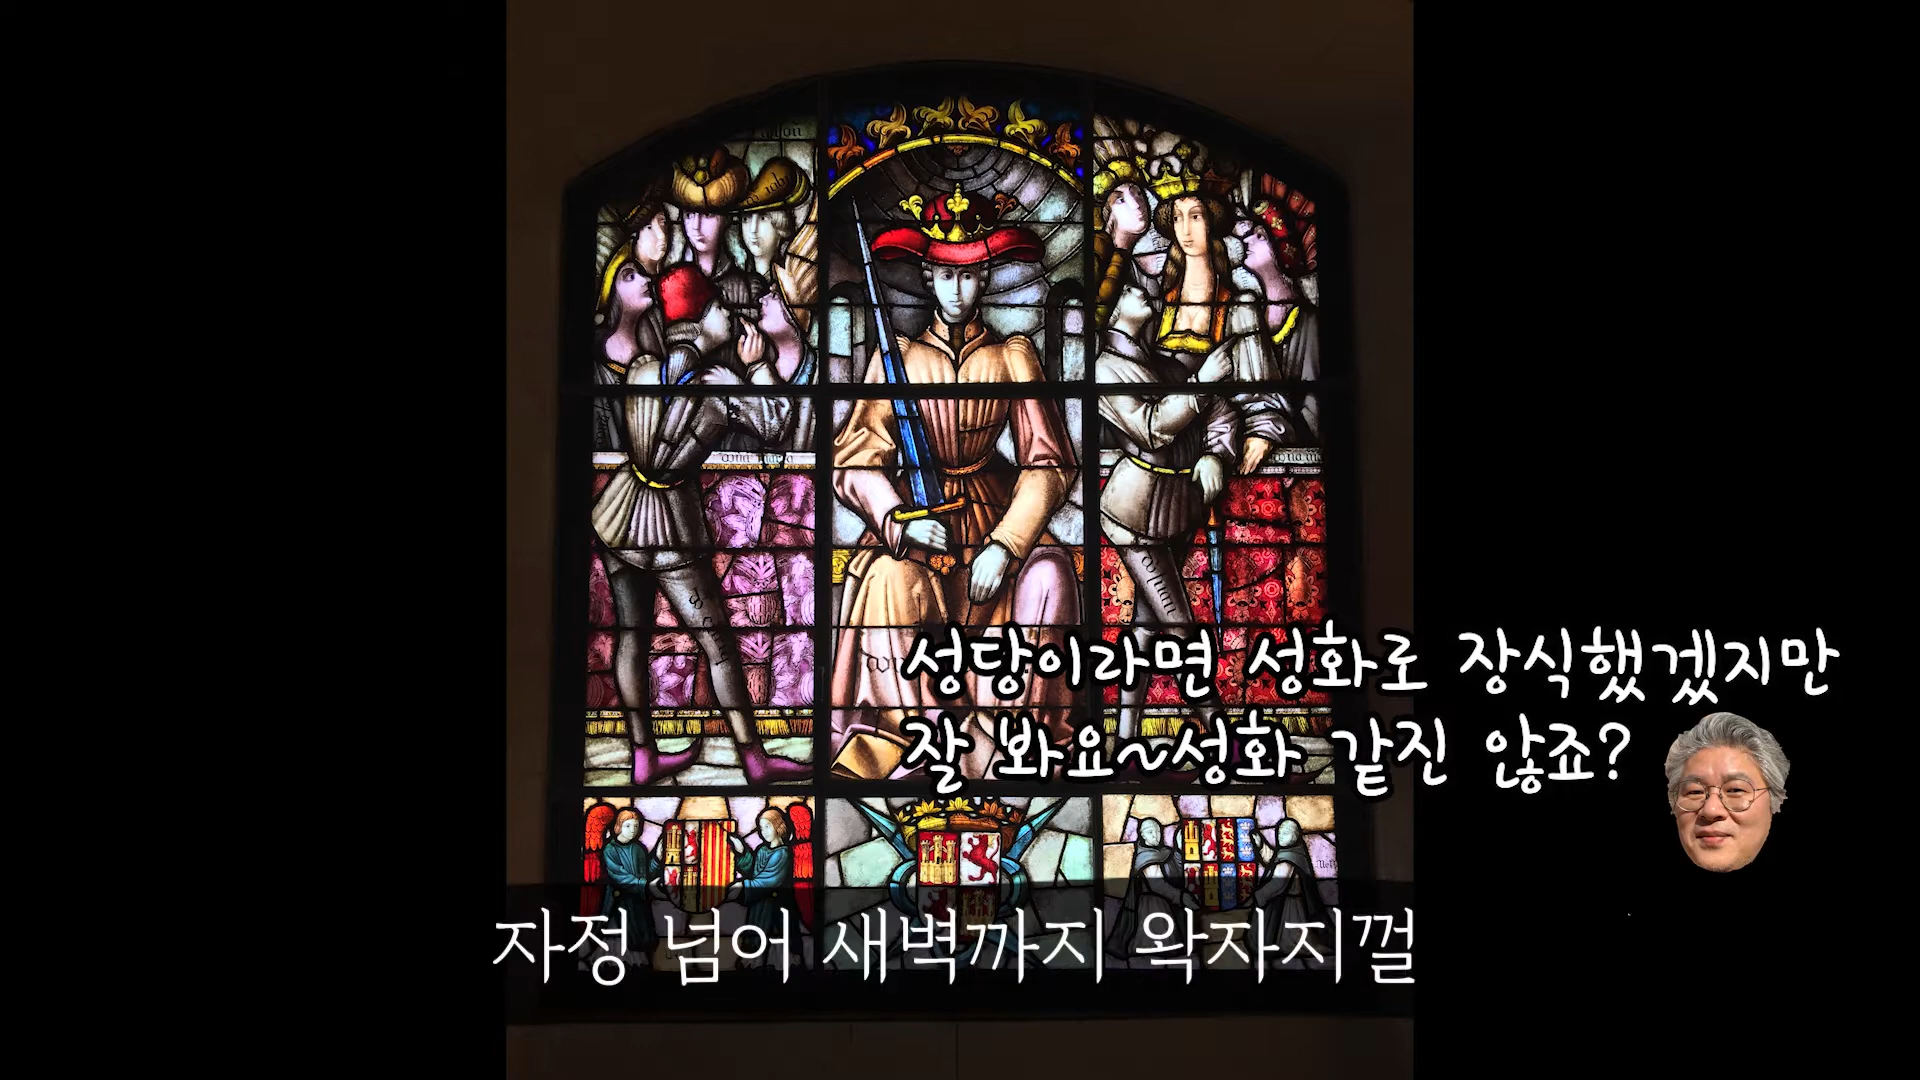 성당이라면 성화로 장식했겠지만
잘 봐요~성화 같진 않죠?
자정 넘어 새벽까지 왁자지껄